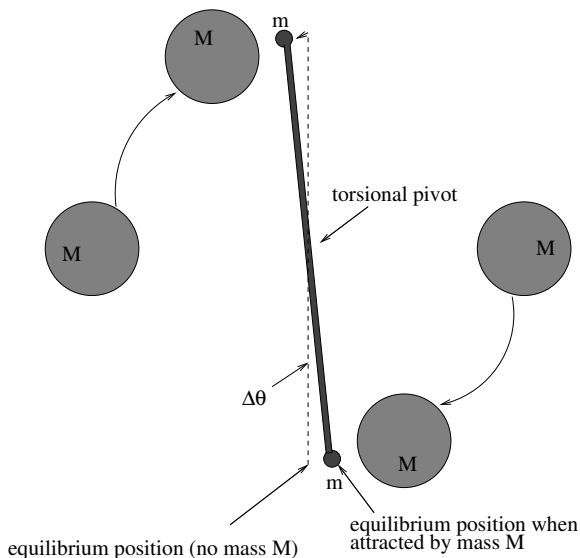 m
M
torsional pivot
M
M
Δθ
M
m
equilibrium position when
attracted by mass M
equilibrium position (no mass M)